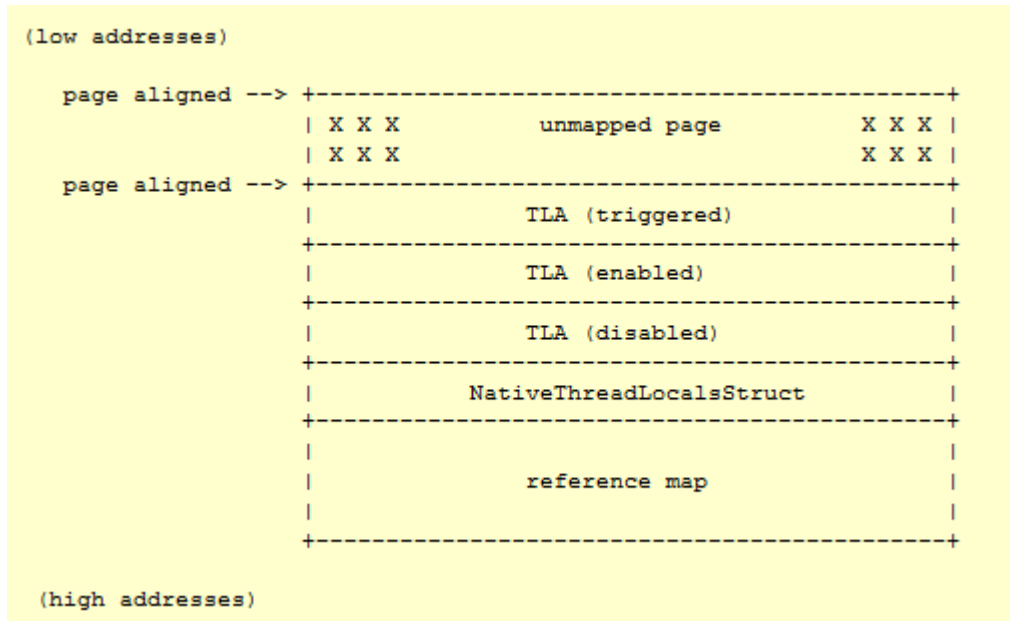 (low addresses)
page aligned --> +---------------------------------------------+
| X X X unmapped page X X X |
| X X X X X X |
page aligned --> +---------------------------------------------+
| TLA (triggered) |
+---------------------------------------------+
| TLA (enabled) |
+---------------------------------------------+
| TLA (disabled) |
+---------------------------------------------+
| NativeThreadLocalsStruct |
+---------------------------------------------+
| |
| reference map |
| |
+---------------------------------------------+
(high addresses)